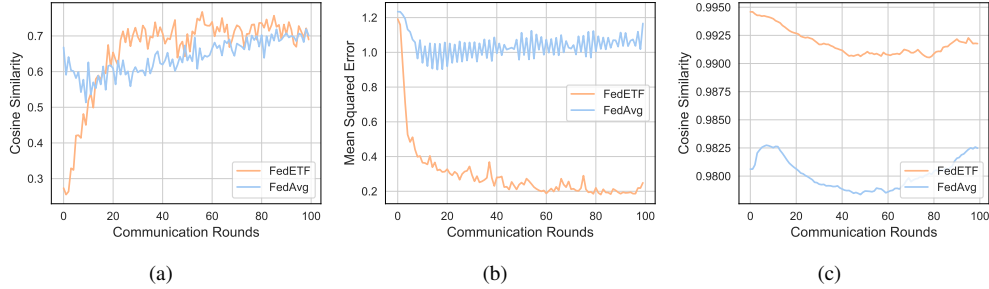 0.7
0.6
0.5
0.4
0.3
Cosine Similarity
0 20 40 60 80 100
Communication Rounds
FedETF
FedAvg
(a)
1.2
1.0
0.8
0.6
0.4
0.2
Mean Squared Error
0 20 40 60 80 100
Communication Rounds
FedETF
FedAvg
(b)
0.9950
0.9925
0.9900
0.9875
0.9850
0.9825
0.9800
Cosine Similarity
0 20 40 60 80 100
Communication Rounds
FedETF
FedAvg
(c)